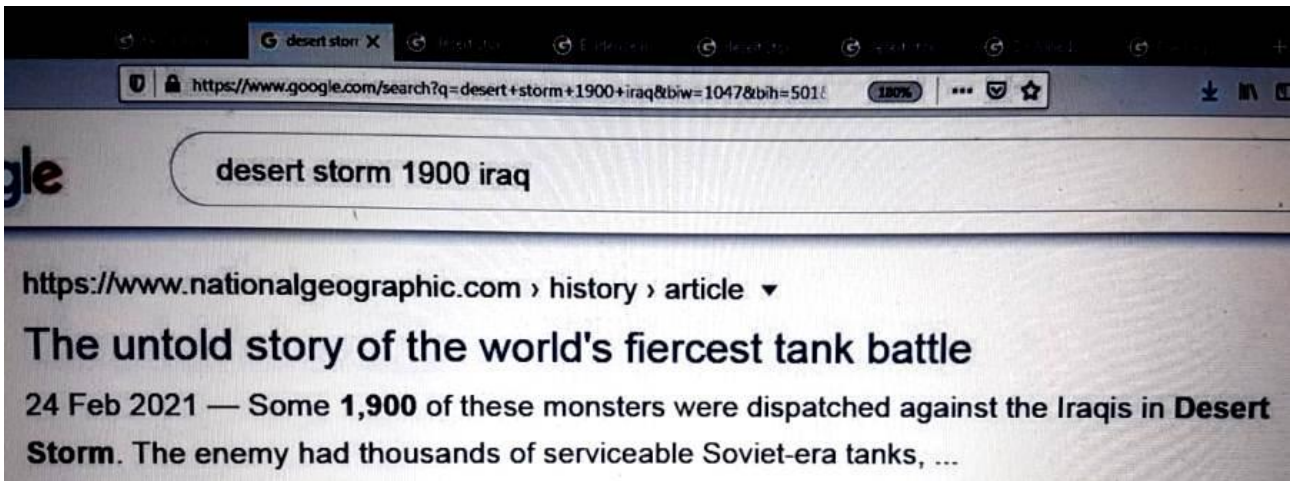 desert storr
https://www.google.com/search?q=desert+storm+1900+iraq&biw=1047&bih=501&
180%
gle
desert storm 1900 iraq
https://www.nationalgeographic.com › history › article
The untold story of the world's fiercest tank battle
24 Feb 2021 — Some 1,900 of these monsters were dispatched against the Iraqis in Desert
Storm. The enemy had thousands of serviceable Soviet-era tanks, ...